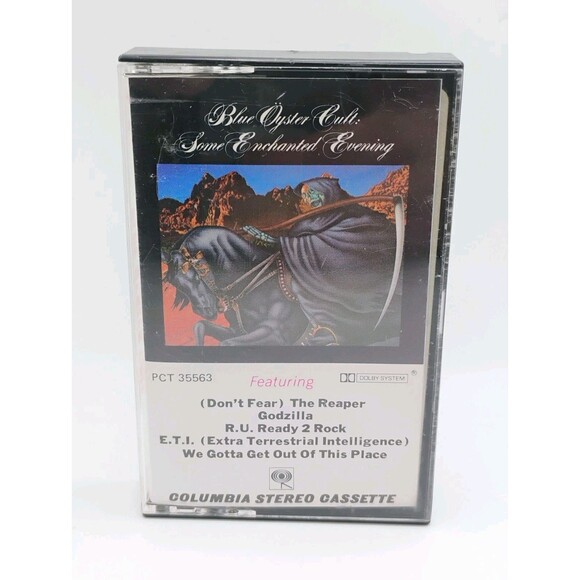 Blue Öyster Cult:
Some Enchanted Evening
PCT 35563
Featuring
DOLBY SYSTEM
(Don't Fear) The Reaper
Godzilla
R.U. Ready 2 Rock
E.T.I. (Extra Terrestrial Intelligence)
We Gotta Get Out Of This Place
COLUMBIA STEREO CASSETTE